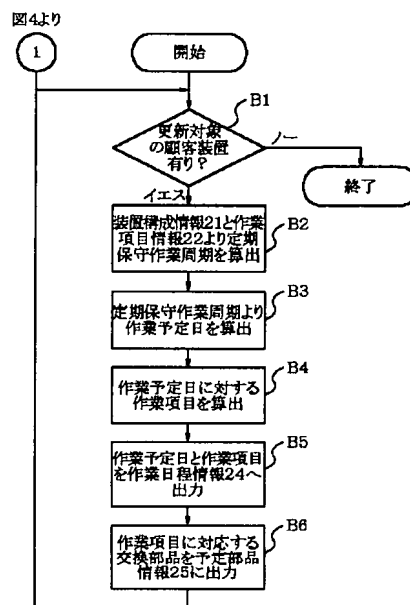 図4より
1
開始
B1
更新対象
の顧客装置
有り?
ノー
終了
イエス
B2
装置構成情報21と作業
項目情報22より定期
保守作業周期を算出
B3
定期保守作業周期より
作業予定日を算出
B4
作業予定日に対する
作業項目を算出
B5
作業予定日と作業項目
を作業日程情報24へ
出力
B6
作業項目に対応する
交換部品を予定部品
情報25に出力